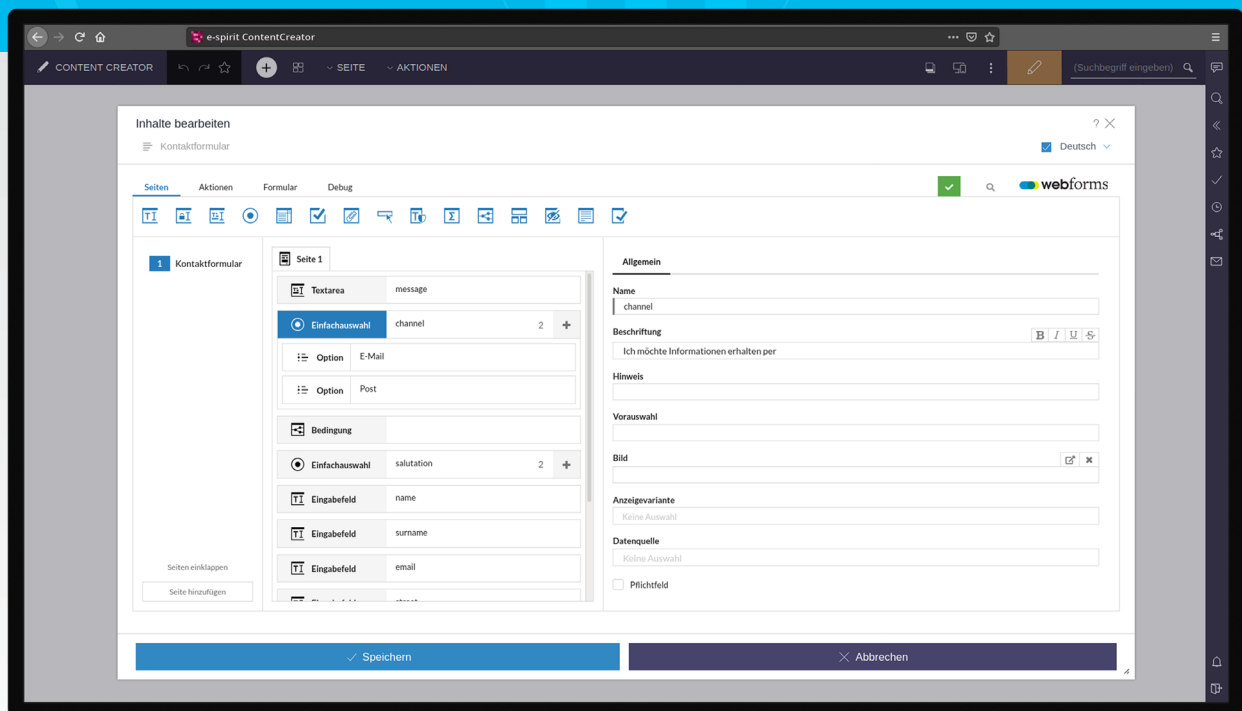 e-spirit ContentCreator
CONTENT CREATOR
SEITE
AKTIONEN
(Suchbegriff eingeben)
Inhalte bearbeiten
?
Kontaktformular
Deutsch
Seiten
Aktionen
Formular
Debug
webforms
1 Kontaktformular
Seite 1
Textarea message
Einfachauswahl channel 2
Option E-Mail
Option Post
Bedingung
Einfachauswahl salutation 2
Eingabefeld name
Eingabefeld surname
Eingabefeld email
Seiten einklappen
Seite hinzufügen
Allgemein
Name
channel
Beschriftung
B I U S
Ich möchte Informationen erhalten per
Hinweis
Vorauswahl
Bild
Anzeigevariante
Keine Auswahl
Datenquelle
Keine Auswahl
Pflichtfeld
Speichern
Abbrechen